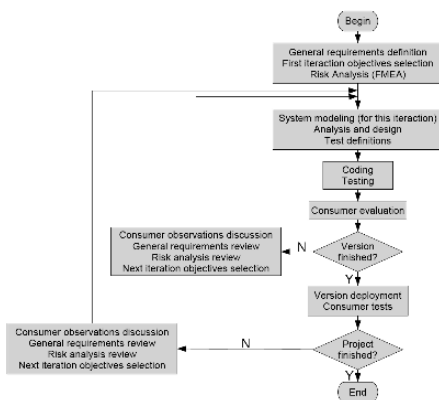 Begin
General requirements definition
First iteraction objectives selection
Risk Analysis (FMEA)
System modeling (for this iteraction)
Analysis and design
Test definitions
Coding
Testing
Consumer evaluation
Consumer observations discussion
General requirements review
Risk analysis review
Next iteration objectives selection
N
Version
finished?
Y
Version deployment
Consumer tests
Consumer observations discussion
General requirements review
Risk analysis review
Next iteration objectives selection
N
Project
finished?
Y
End